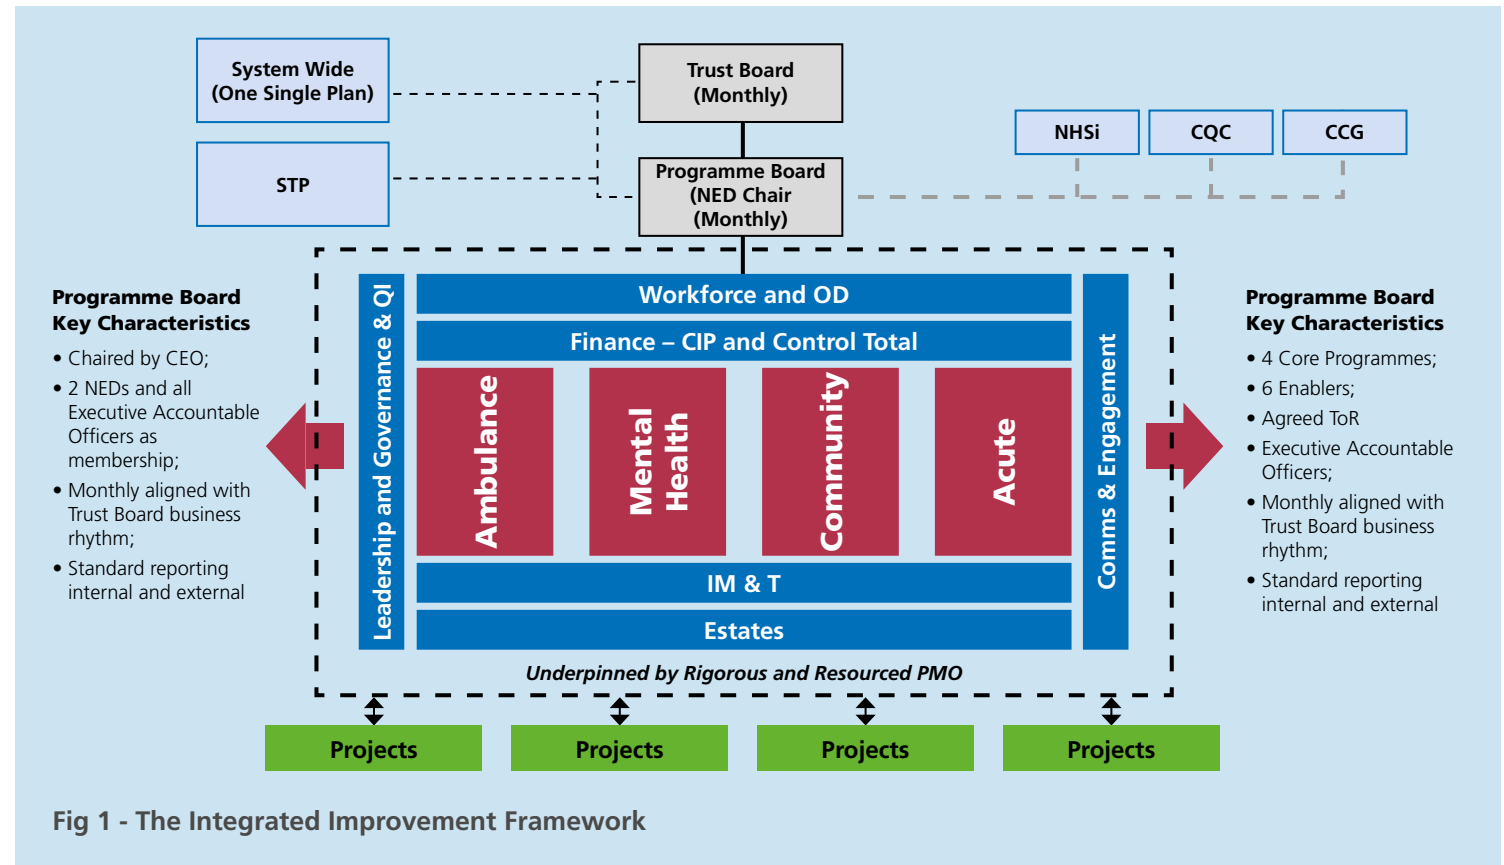 System Wide
(One Single Plan)
STP
Trust Board
(Monthly)
Programme Board
(NED Chair
(Monthly)
NHSi
CQC
CCG
Programme Board
Key Characteristics
• Chaired by CEO;
• 2 NEDs and all
Executive Accountable
Officers as
membership;
• Monthly aligned with
Trust Board business
rhythm;
• Standard reporting
internal and external
Leadership and Governance & QI
Workforce and OD
Finance – CIP and Control Total
Ambulance
Mental
Health
Community
Acute
IM & T
Estates
Comms & Engagement
Underpinned by Rigorous and Resourced PMO
Programme Board
Key Characteristics
• 4 Core Programmes;
• 6 Enablers;
• Agreed ToR
• Executive Accountable
Officers;
• Monthly aligned with
Trust Board business
rhythm;
• Standard reporting
internal and external
Projects
Projects
Projects
Projects
Fig 1 - The Integrated Improvement Framework